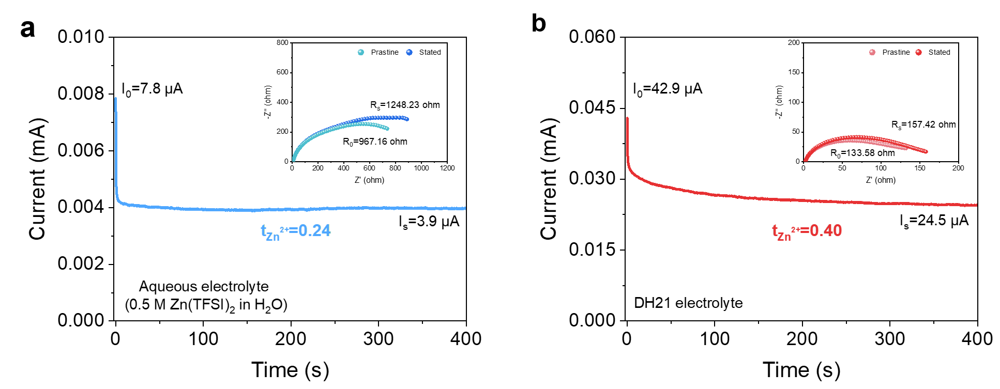 a
0.010
0.008
0.006
0.004
0.002
0.000
Current (mA)
0
100
200
300
400
Time (s)
I₀=7.8 µA
Iₛ=3.9 µA
t_Zn²⁺=0.24
Aqueous electrolyte
(0.5 M Zn(TFSI)₂ in H₂O)
800
600
400
200
0
-Z" (ohm)
Prastine
Stated
Rₛ=1248.23 ohm
R₀=967.16 ohm
0
200
400
600
800
1000
1200
Z' (ohm)
b
0.060
0.045
0.030
0.015
0.000
Current (mA)
0
100
200
300
400
Time (s)
I₀=42.9 µA
Iₛ=24.5 µA
t_Zn²⁺=0.40
DH21 electrolyte
200
150
100
50
0
-Z" (ohm)
Prastine
Stated
Rₛ=157.42 ohm
R₀=133.58 ohm
0
50
100
150
200
Z' (ohm)